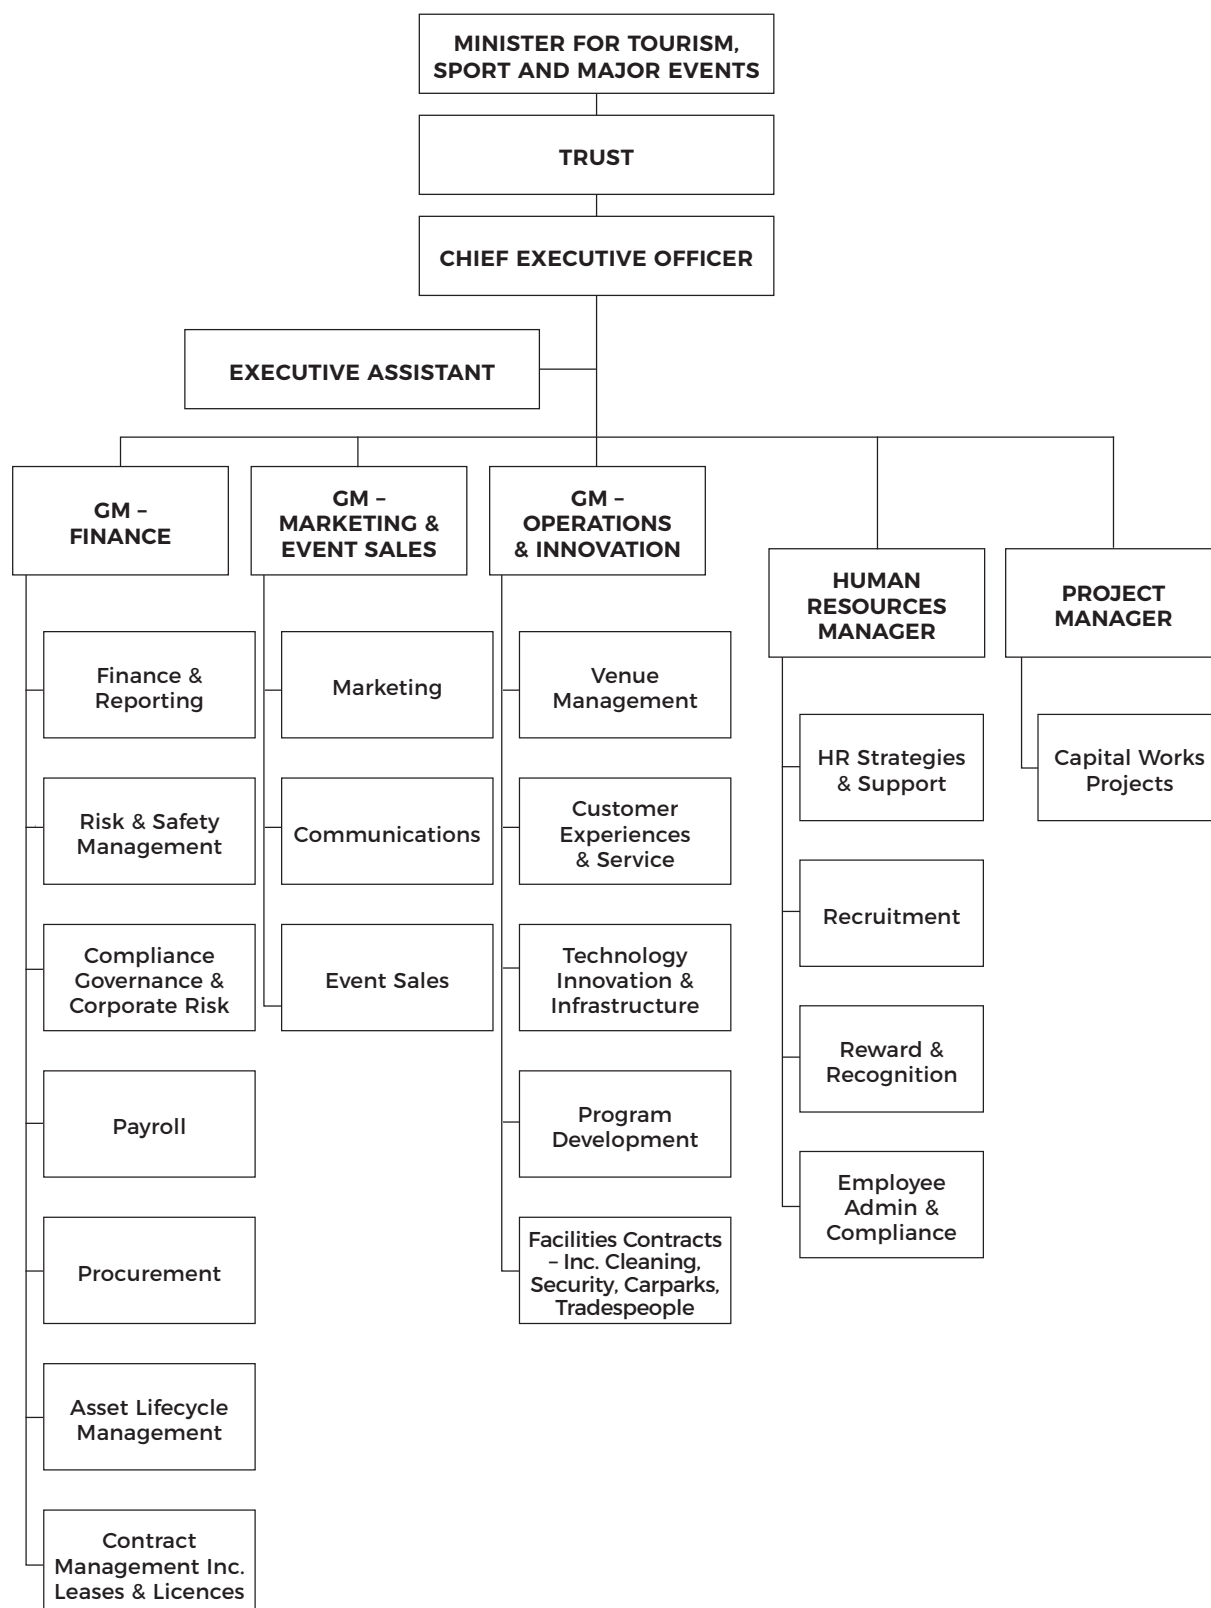 MINISTER FOR TOURISM,
SPORT AND MAJOR EVENTS
TRUST
CHIEF EXECUTIVE OFFICER
EXECUTIVE ASSISTANT
GM –
FINANCE
GM –
MARKETING &
EVENT SALES
GM –
OPERATIONS
& INNOVATION
HUMAN
RESOURCES
MANAGER
PROJECT
MANAGER
Finance &
Reporting
Risk & Safety
Management
Compliance
Governance &
Corporate Risk
Payroll
Procurement
Asset Lifecycle
Management
Contract
Management Inc.
Leases & Licences
Marketing
Communications
Event Sales
Venue
Management
Customer
Experiences
& Service
Technology
Innovation &
Infrastructure
Program
Development
Facilities Contracts
– Inc. Cleaning,
Security, Carparks,
Tradespeople
HR Strategies
& Support
Recruitment
Reward &
Recognition
Employee
Admin &
Compliance
Capital Works
Projects